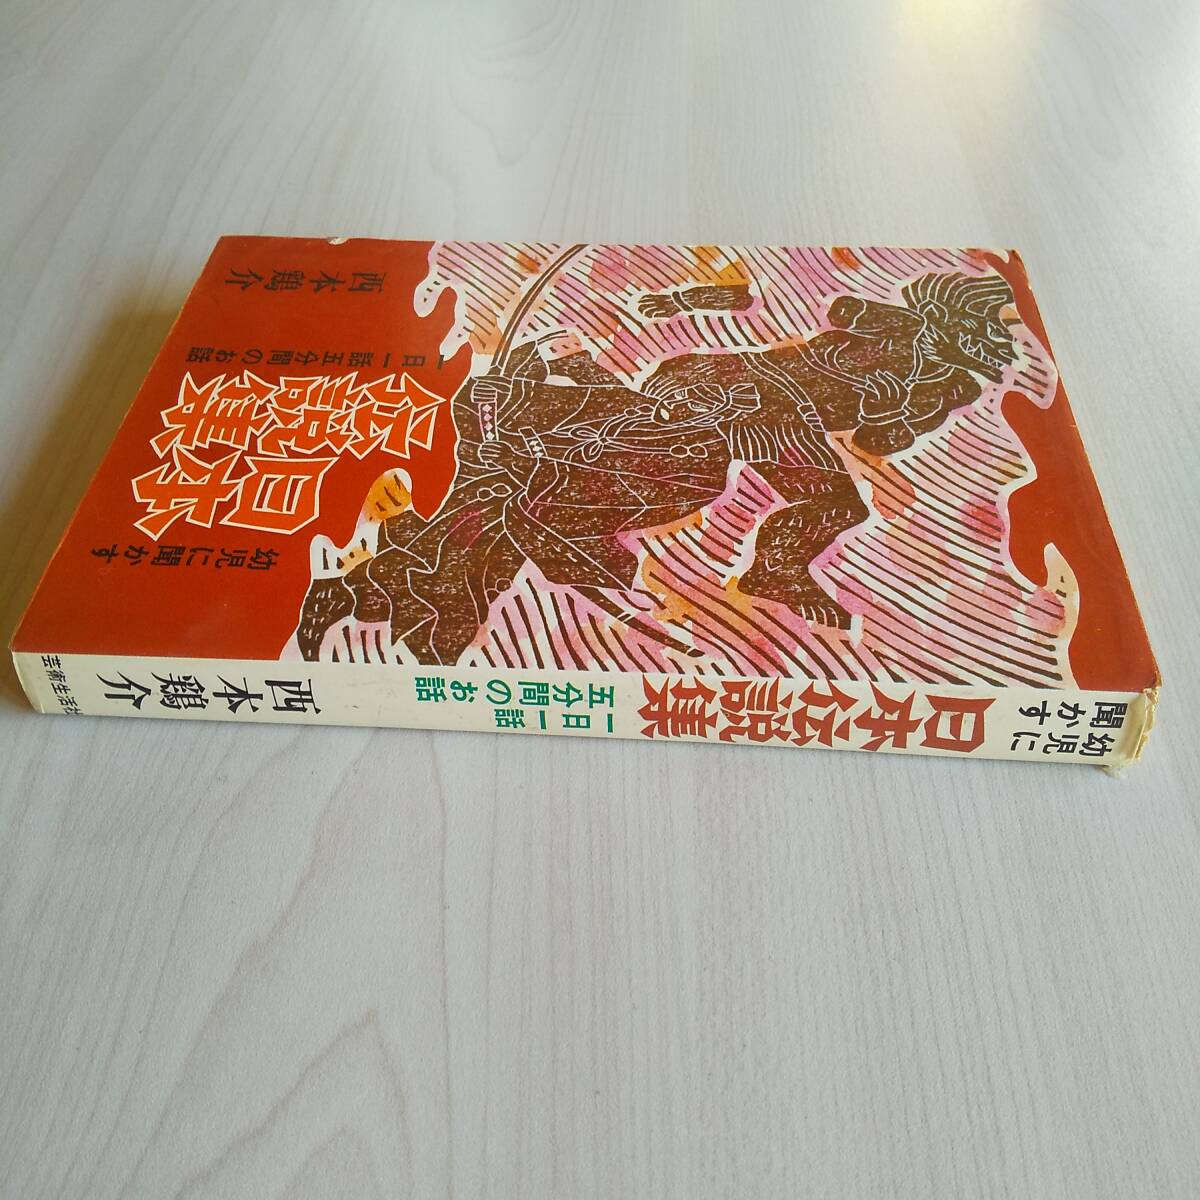 幼児に聞かす
日本
伝説集
一日一話五分間のお話
西本鶏介
幼児に
聞かす
日本伝説集
一日一話
五分間のお話
西本鶏介
芸術生活社